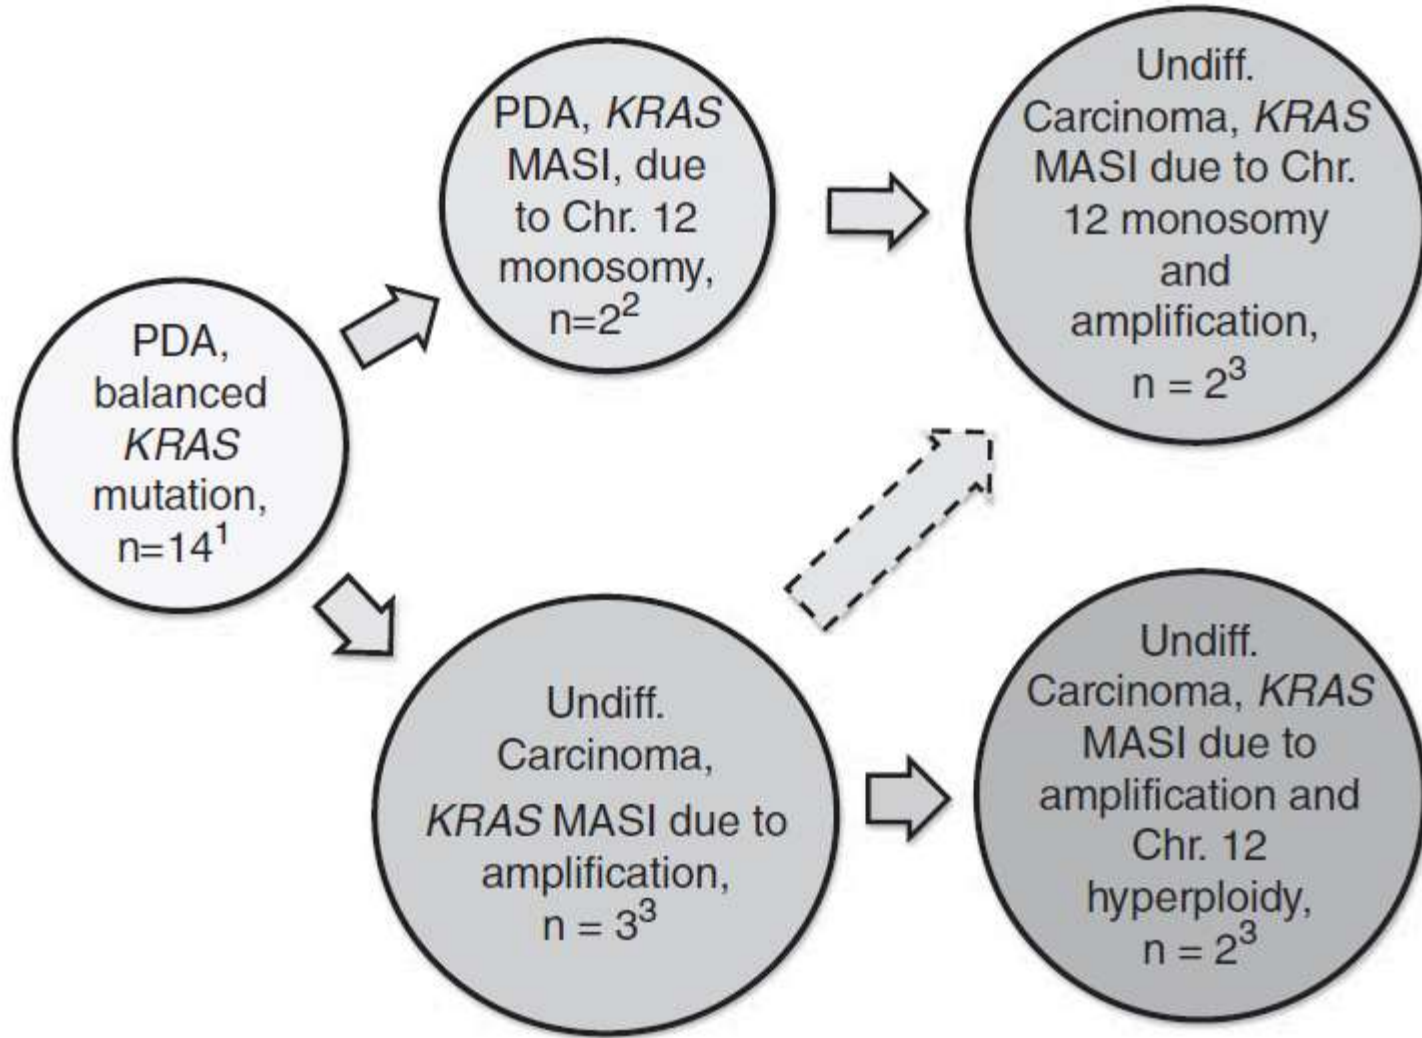 PDA,
balanced
KRAS
mutation,
n=14¹
PDA, KRAS
MASI, due
to Chr. 12
monosomy,
n=2²
Undiff.
Carcinoma, KRAS
MASI due to Chr.
12 monosomy
and
amplification,
n = 2³
Undiff.
Carcinoma,
KRAS MASI due to
amplification,
n = 3³
Undiff.
Carcinoma, KRAS
MASI due to
amplification and
Chr. 12
hyperploidy,
n = 2³